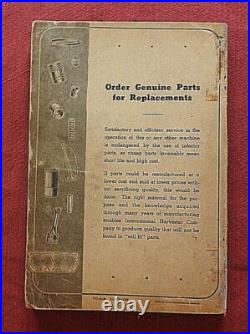 Order Genuine Parts
for Replacements
Satisfactory and efficient service in the
operation of this or any other machine
is endangered by the use of inferior
parts, as cheap parts invariably mean
short life and high cost.
If parts could be manufactured at a
lower cost and sold at lower prices with-
out sacrificing quality, this would be
done. The right material for the pur-
pose and the knowledge acquired
through many years of manufacturing
enables International Harvester Com-
pany to produce quality that will not be
found in "will fit" parts.